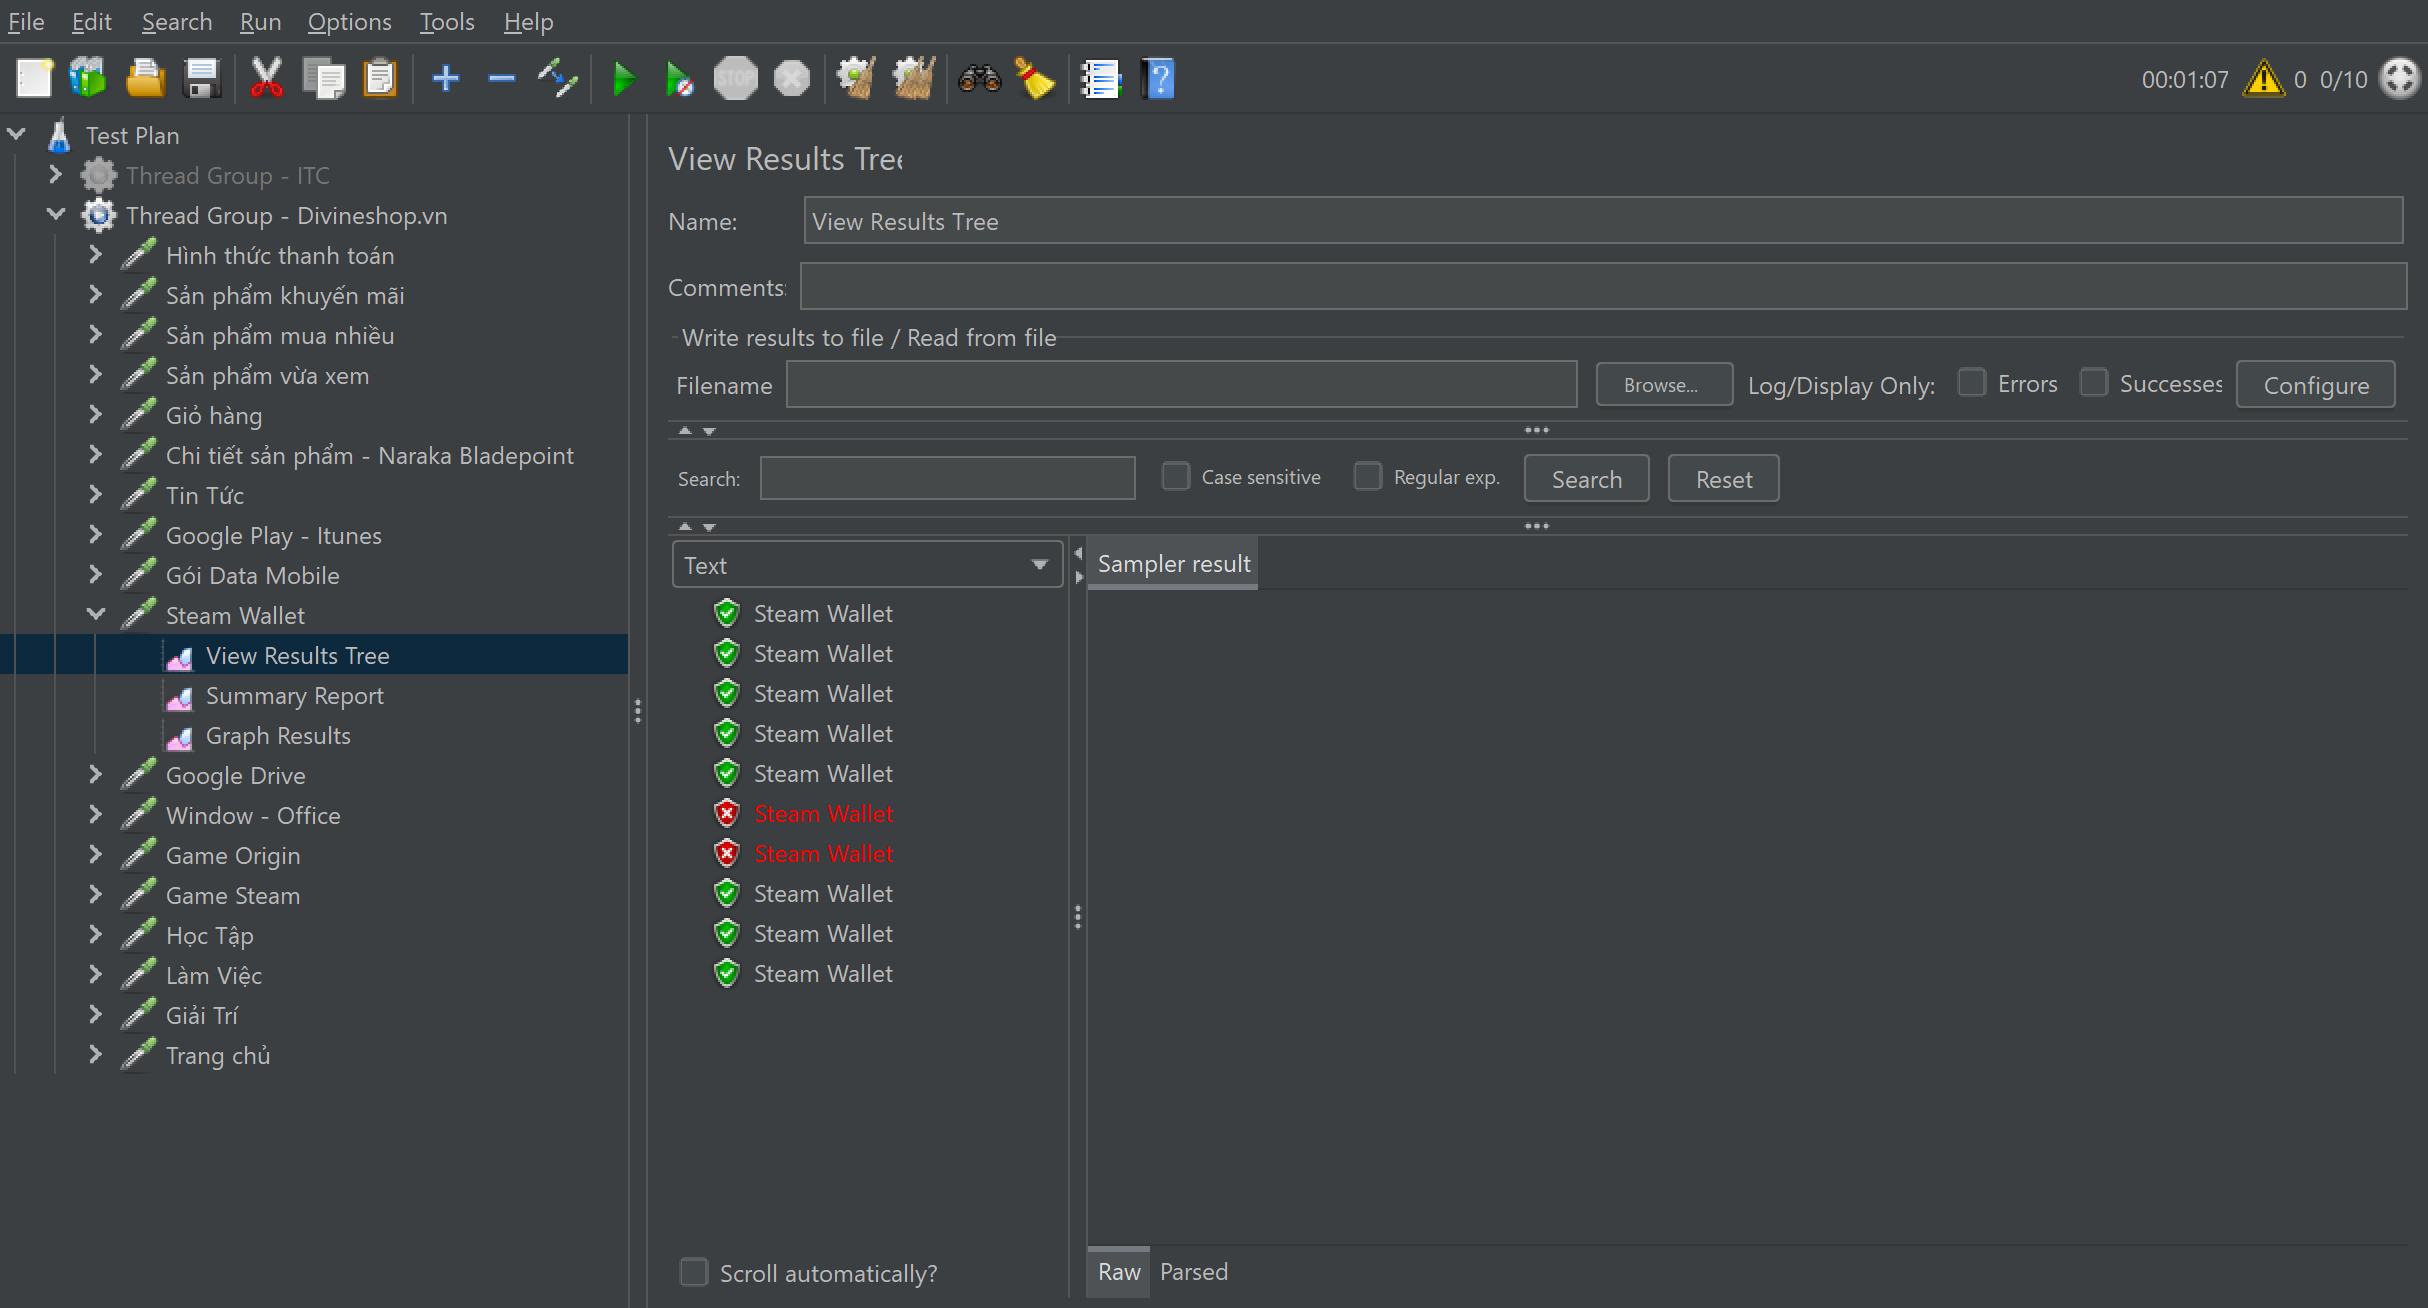 File Edit Search Run Options Tools Help
STOP
00:01:07 0 0/10
Test Plan
Thread Group - ITC
Thread Group - Divineshop.vn
Hình thức thanh toán
Sản phẩm khuyến mãi
Sản phẩm mua nhiều
Sản phẩm vừa xem
Giỏ hàng
Chi tiết sản phẩm - Naraka Bladepoint
Tin Tức
Google Play - Itunes
Gói Data Mobile
Steam Wallet
View Results Tree
Summary Report
Graph Results
Google Drive
Window - Office
Game Origin
Game Steam
Học Tập
Làm Việc
Giải Trí
Trang chủ
View Results Tree
Name: View Results Tree
Comments:
Write results to file / Read from file
Filename Browse... Log/Display Only: Errors Successes Configure
Search: Case sensitive Regular exp. Search Reset
Text
Sampler result
Steam Wallet
Steam Wallet
Steam Wallet
Steam Wallet
Steam Wallet
Steam Wallet
Steam Wallet
Steam Wallet
Steam Wallet
Steam Wallet
Scroll automatically?
Raw Parsed